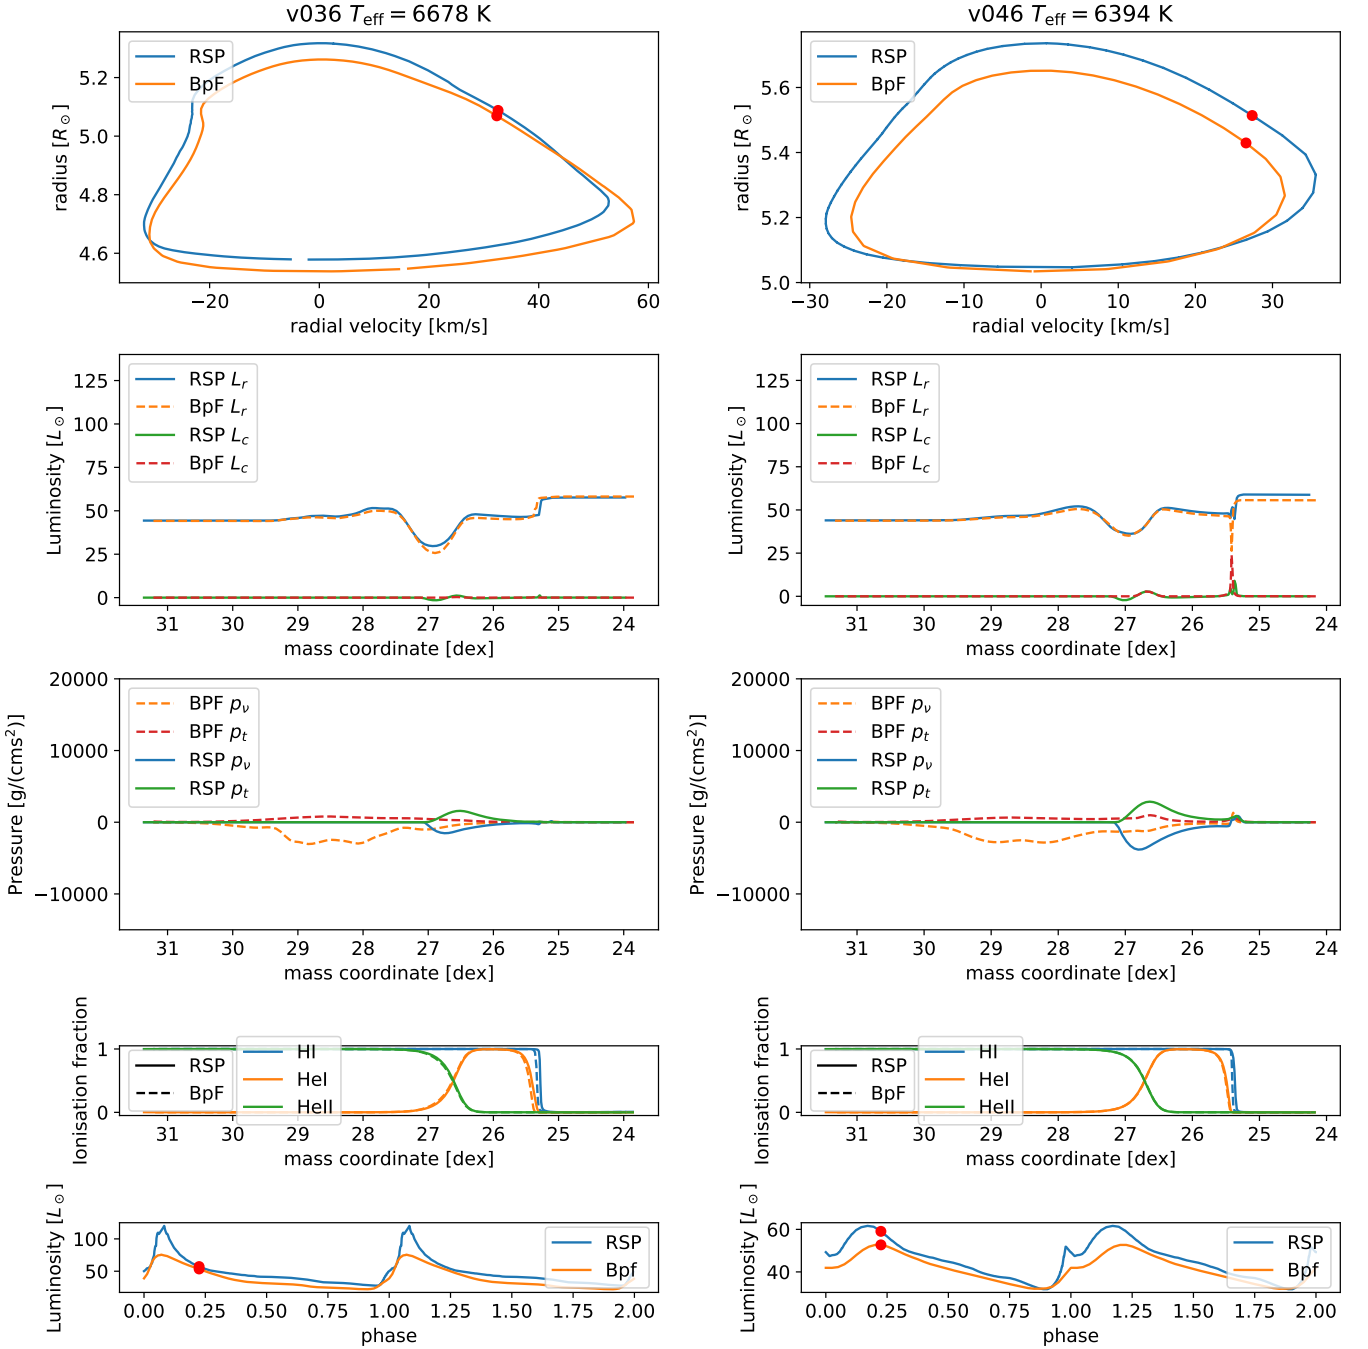 v036 T_eff = 6678 K
RSP
BpF
radius [R⊙]
5.2
5.0
4.8
4.6
−20 0 20 40 60
radial velocity [km/s]
v046 T_eff = 6394 K
RSP
BpF
radius [R⊙]
5.6
5.4
5.2
5.0
−30 −20 −10 0 10 20 30
radial velocity [km/s]
RSP L_r
BpF L_r
RSP L_c
BpF L_c
Luminosity [L⊙]
125
100
75
50
25
0
31 30 29 28 27 26 25 24
mass coordinate [dex]
RSP L_r
BpF L_r
RSP L_c
BpF L_c
Luminosity [L⊙]
125
100
75
50
25
0
31 30 29 28 27 26 25 24
mass coordinate [dex]
BPF p_ν
BPF p_t
RSP p_ν
RSP p_t
Pressure [g/(cms²)]
20000
10000
0
−10000
31 30 29 28 27 26 25 24
mass coordinate [dex]
BPF p_ν
BPF p_t
RSP p_ν
RSP p_t
Pressure [g/(cms²)]
20000
10000
0
−10000
31 30 29 28 27 26 25 24
mass coordinate [dex]
Ionisation fraction
1
0
RSP
BpF
HI
HeI
HeII
31 30 29 28 27 26 25 24
mass coordinate [dex]
Ionisation fraction
1
0
RSP
BpF
HI
HeI
HeII
31 30 29 28 27 26 25 24
mass coordinate [dex]
Luminosity [L⊙]
100
50
RSP
Bpf
0.00 0.25 0.50 0.75 1.00 1.25 1.50 1.75 2.00
phase
Luminosity [L⊙]
60
40
RSP
Bpf
0.00 0.25 0.50 0.75 1.00 1.25 1.50 1.75 2.00
phase